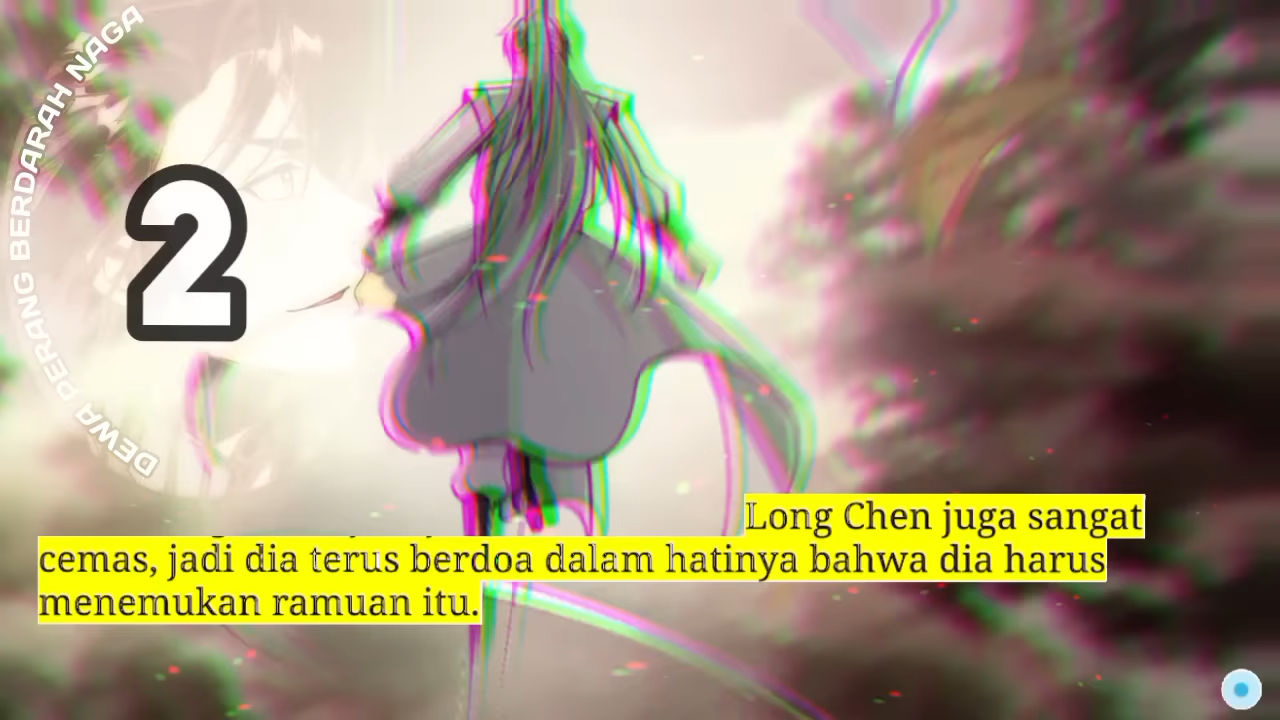 DEWA PERANG BERDARAH NAGA
2
Long Chen juga sangat
cemas, jadi dia terus berdoa dalam hatinya bahwa dia harus
menemukan ramuan itu.